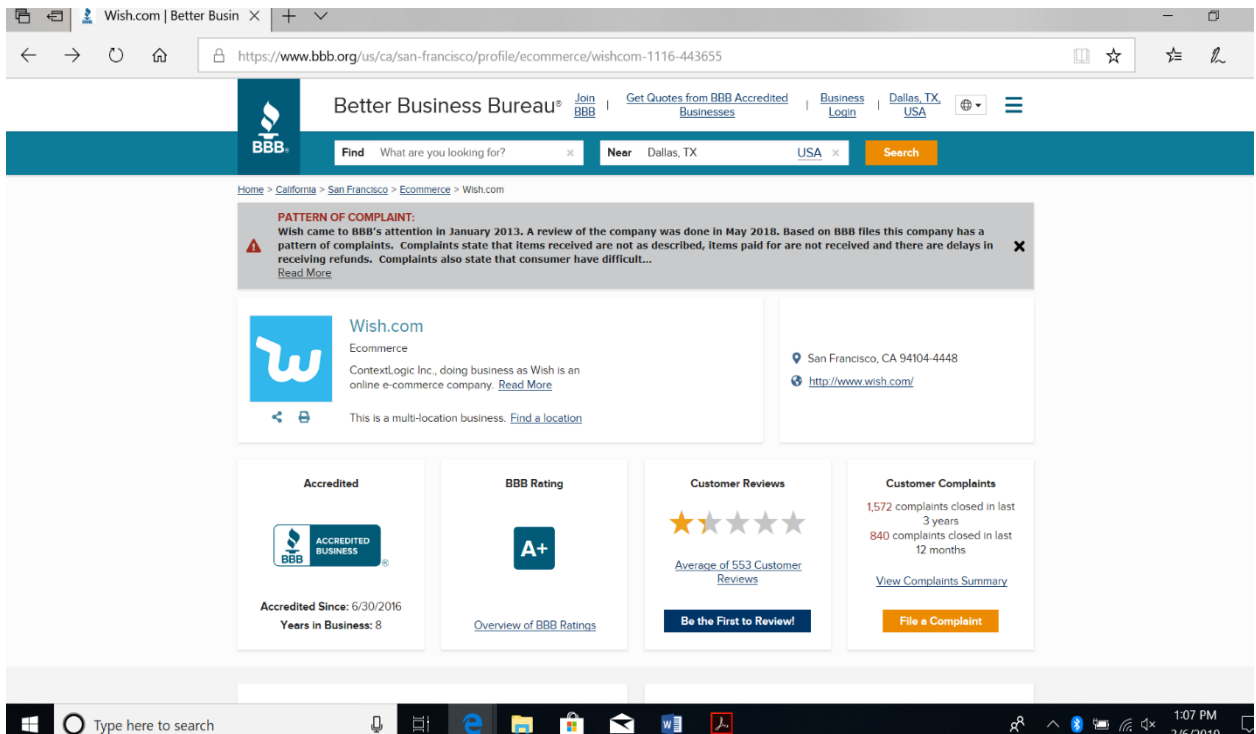 Wish.com | Better Busin
https://www.bbb.org/us/ca/san-francisco/profile/ecommerce/wishcom-1116-443655
BBB®
Better Business Bureau®
Join BBB
Get Quotes from BBB Accredited Businesses
Business Login
Dallas, TX, USA
Find What are you looking for? ×
Near Dallas, TX USA ×
Search
Home > California > San Francisco > Ecommerce > Wish.com
PATTERN OF COMPLAINT:
Wish came to BBB's attention in January 2013. A review of the company was done in May 2018. Based on BBB files this company has a
pattern of complaints. Complaints state that items received are not as described, items paid for are not received and there are delays in
receiving refunds. Complaints also state that consumer have difficult...
Read More
Wish.com
Ecommerce
ContextLogic Inc., doing business as Wish is an
online e-commerce company. Read More
This is a multi-location business. Find a location
San Francisco, CA 94104-4448
http://www.wish.com/
Accredited
BBB
ACCREDITED
BUSINESS
®
Accredited Since: 6/30/2016
Years in Business: 8
BBB Rating
A+
Overview of BBB Ratings
Customer Reviews
Average of 553 Customer
Reviews
Be the First to Review!
Customer Complaints
1,572 complaints closed in last
3 years
840 complaints closed in last
12 months
View Complaints Summary
File a Complaint
Type here to search
1:07 PM